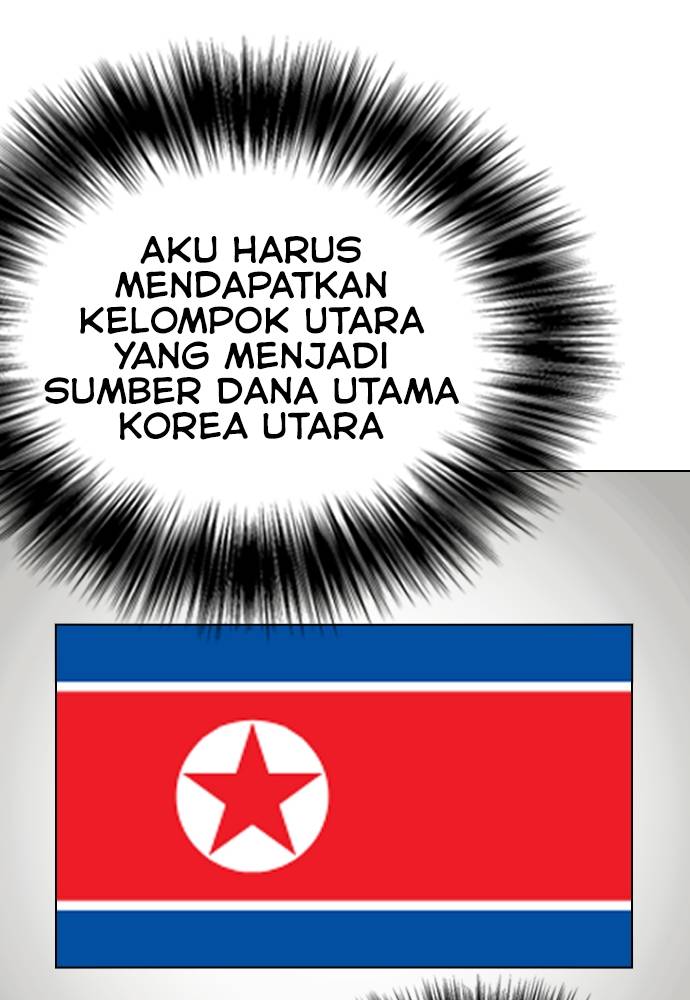 AKU HARUS
MENDAPATKAN
KELOMPOK UTARA
YANG MENJADI
SUMBER DANA UTAMA
KOREA UTARA